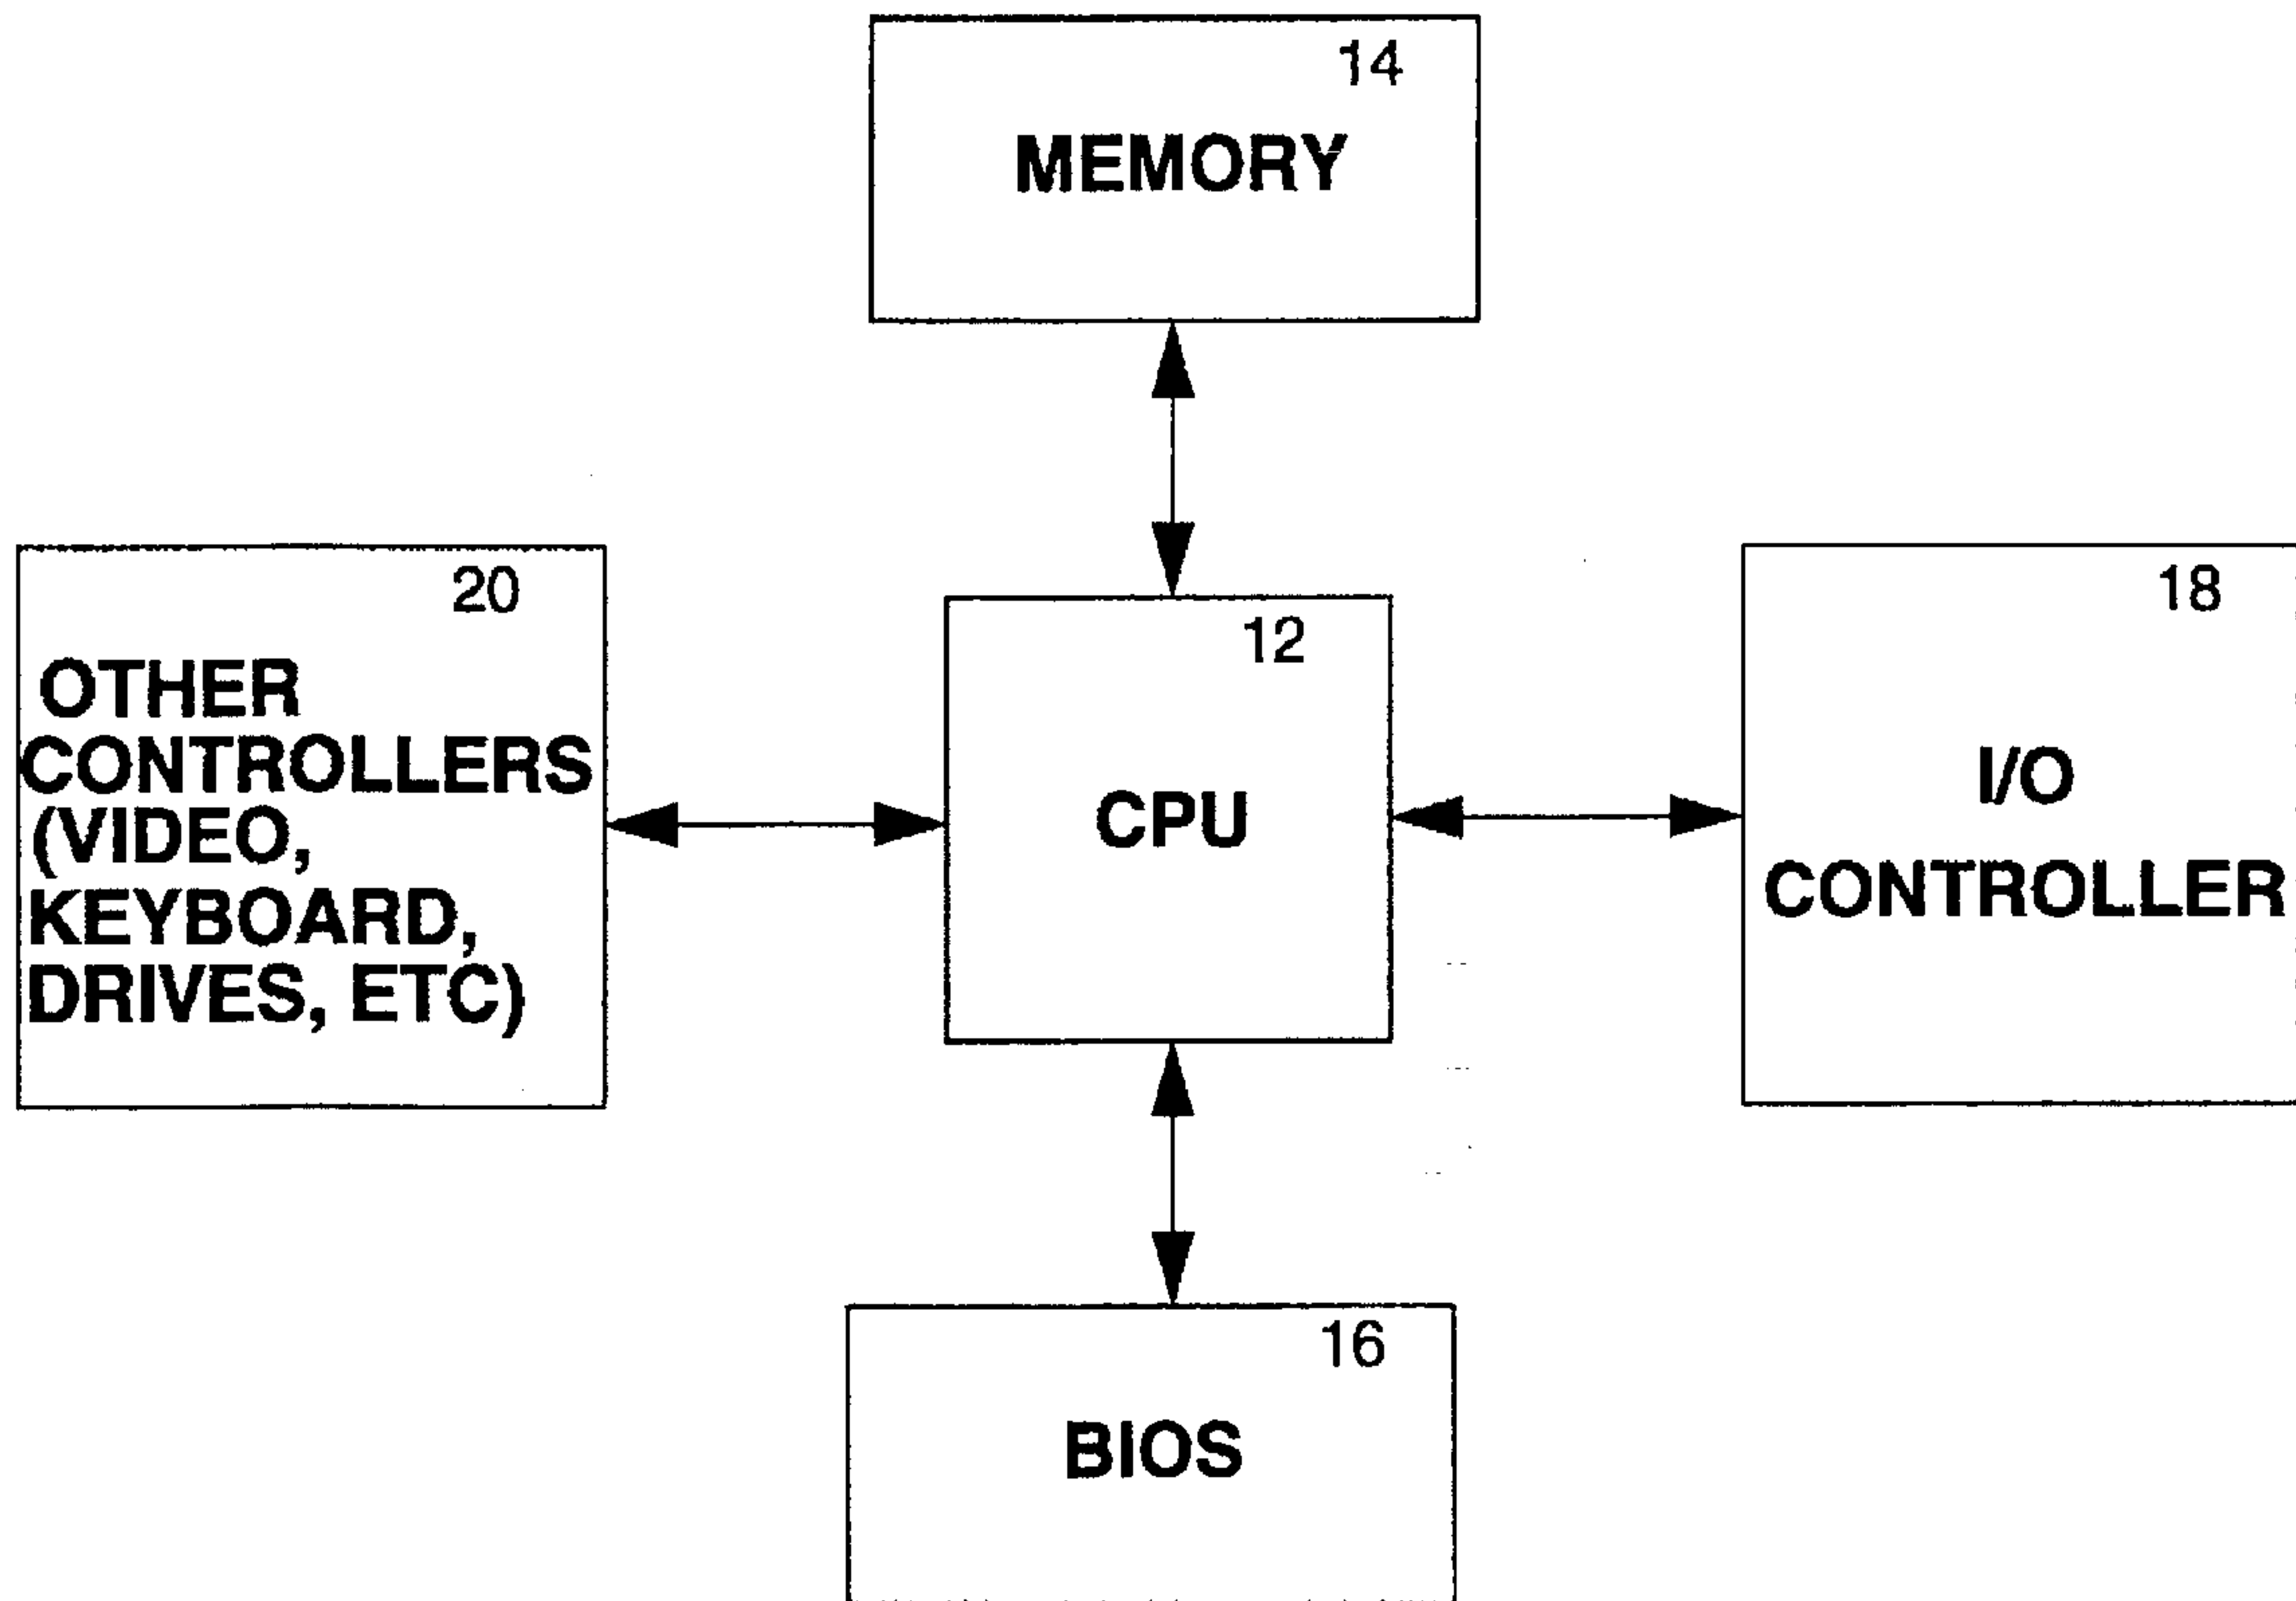 14
MEMORY
20
OTHER
CONTROLLERS
(VIDEO,
KEYBOARD,
DRIVES, ETC)
12
CPU
18
I/O
CONTROLLER
16
BIOS